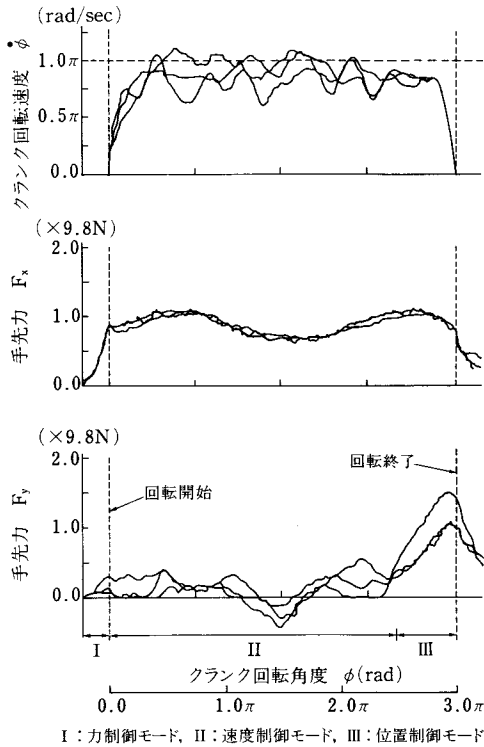 (rad/sec)
クランク回転速度 φ̇
1.0π
0.5π
0.0
(×9.8N)
手先力 Fx
2.0
1.0
0.0
(×9.8N)
手先力 Fy
2.0
1.0
0.0
回転開始
回転終了
I II III
クランク回転角度 φ(rad)
0.0 1.0π 2.0π 3.0π
I：力制御モード, II：速度制御モード, III：位置制御モード